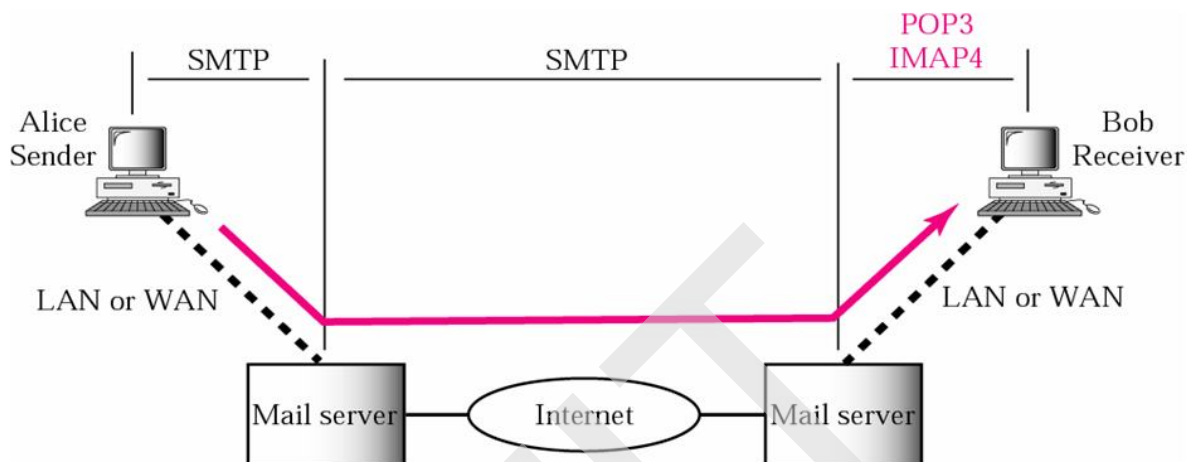 POP3
IMAP4
SMTP
SMTP
Alice
Sender
Bob
Receiver
LAN or WAN
LAN or WAN
Mail server
Internet
Mail server